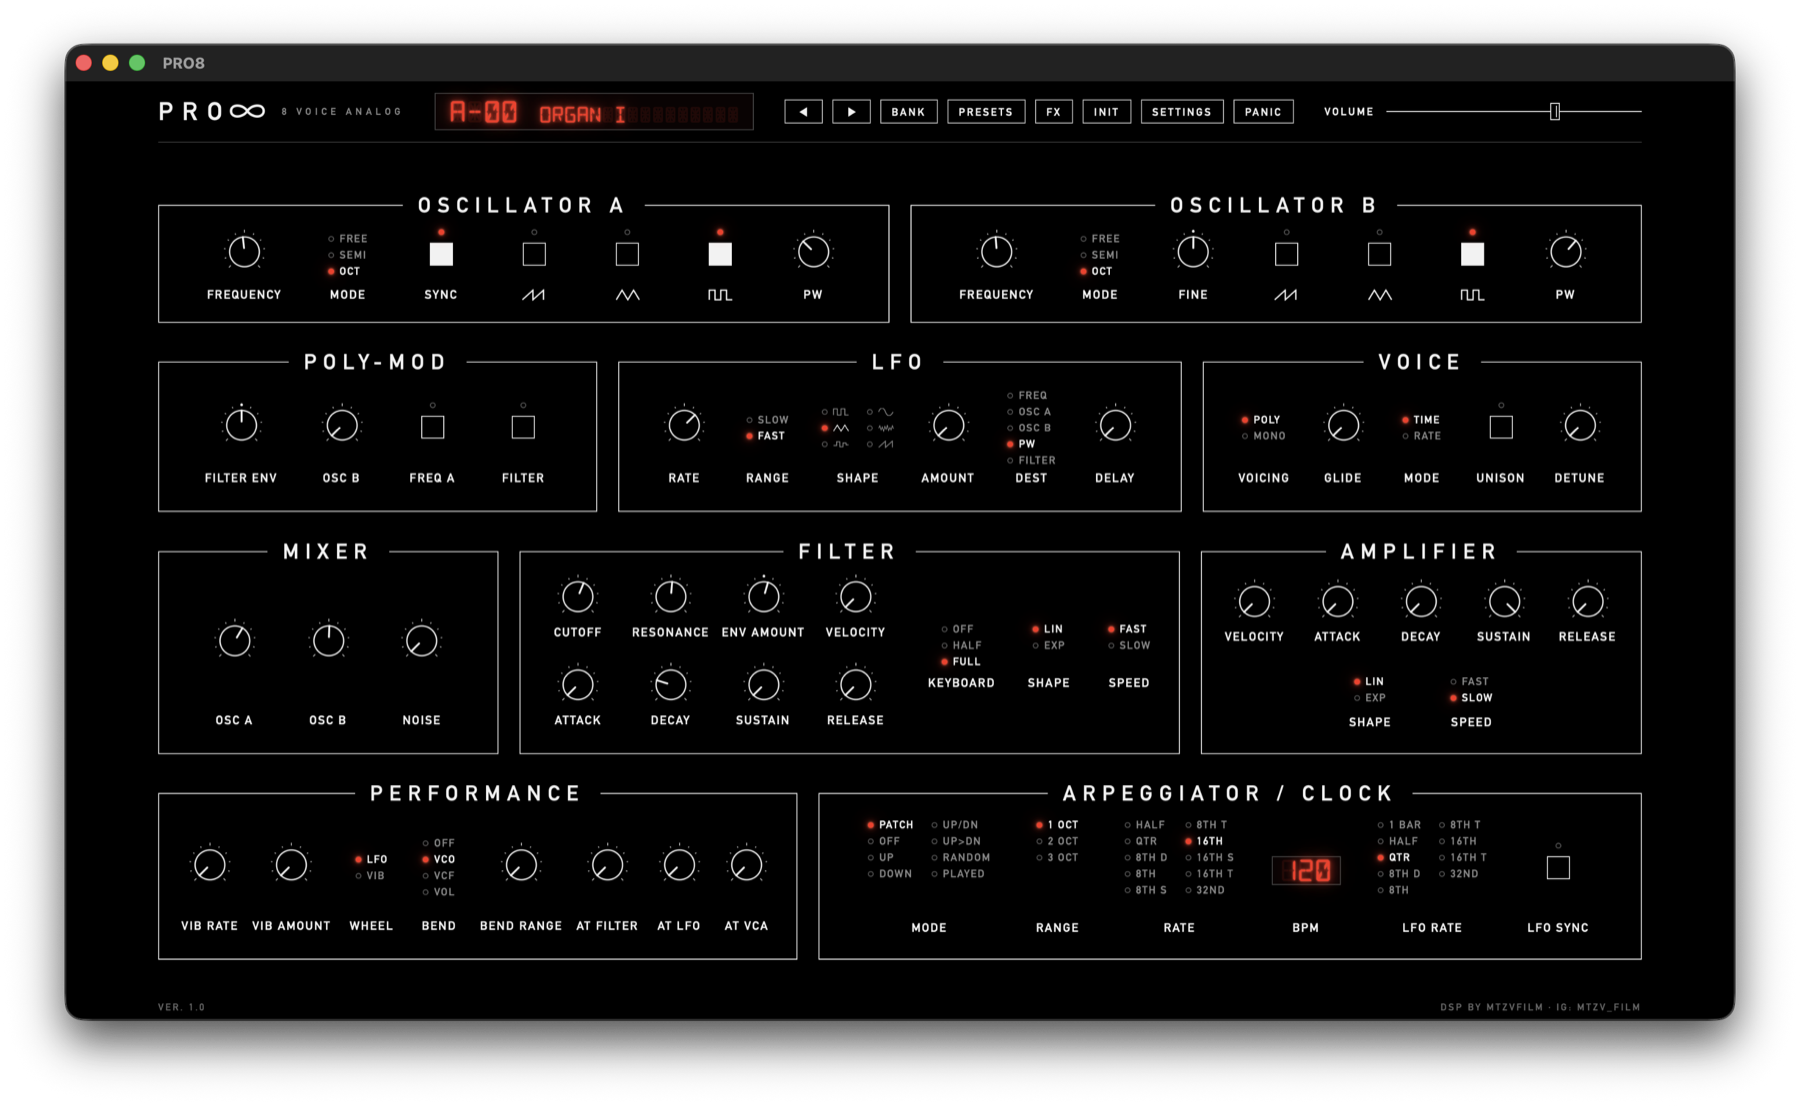 PRO8
PRO∞ 8 VOICE ANALOG
A-00 ORGAN I
BANK PRESETS FX INIT SETTINGS PANIC VOLUME
OSCILLATOR A
FREE
SEMI
OCT
FREQUENCY MODE SYNC PW
OSCILLATOR B
FREE
SEMI
OCT
FREQUENCY MODE FINE PW
POLY-MOD
FILTER ENV OSC B FREQ A FILTER
LFO
SLOW
FAST
FREQ
OSC A
OSC B
PW
FILTER
RATE RANGE SHAPE AMOUNT DEST DELAY
VOICE
POLY
MONO
TIME
RATE
VOICING GLIDE MODE UNISON DETUNE
MIXER
OSC A OSC B NOISE
FILTER
CUTOFF RESONANCE ENV AMOUNT VELOCITY
ATTACK DECAY SUSTAIN RELEASE
OFF
HALF
FULL
KEYBOARD
LIN
EXP
SHAPE
FAST
SLOW
SPEED
AMPLIFIER
VELOCITY ATTACK DECAY SUSTAIN RELEASE
LIN
EXP
SHAPE
FAST
SLOW
SPEED
PERFORMANCE
LFO
VIB
OFF
VCO
VCF
VOL
VIB RATE VIB AMOUNT WHEEL BEND BEND RANGE AT FILTER AT LFO AT VCA
ARPEGGIATOR / CLOCK
PATCH UP/DN
OFF UP>DN
UP RANDOM
DOWN PLAYED
MODE
1 OCT
2 OCT
3 OCT
RANGE
HALF 8TH T
QTR 16TH
8TH D 16TH S
8TH 16TH T
8TH S 32ND
RATE
120
BPM
1 BAR 8TH T
HALF 16TH
QTR 16TH T
8TH D 32ND
8TH
LFO RATE
LFO SYNC
VER. 1.0
DSP BY MTZVFILM · IG: MTZV_FILM